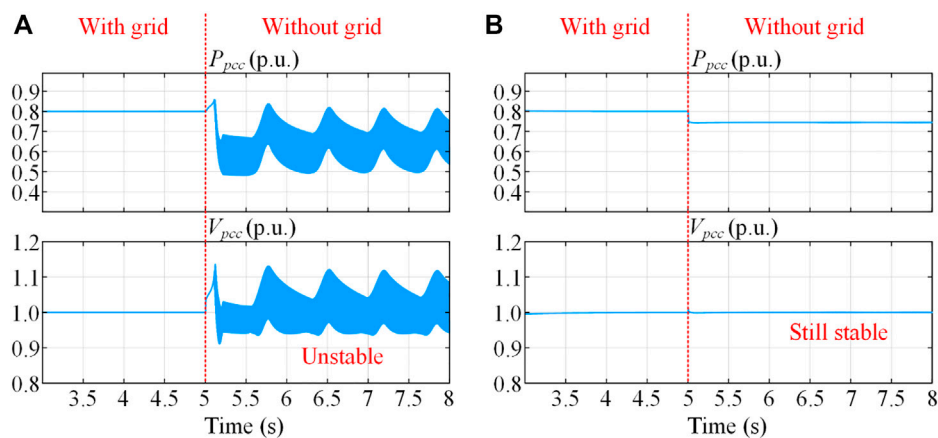 A With grid Without grid B With grid Without grid
P_pcc (p.u.) P_pcc (p.u.)
0.9 0.9
0.8 0.8
0.7 0.7
0.6 0.6
0.5 0.5
0.4 0.4
V_pcc (p.u.) V_pcc (p.u.)
1.2 1.2
1.1 1.1
1.0 1.0
0.9 Unstable 0.9 Still stable
0.8 0.8
3.5 4 4.5 5 5.5 6 6.5 7 7.5 8 3.5 4 4.5 5 5.5 6 6.5 7 7.5 8
Time (s) Time (s)